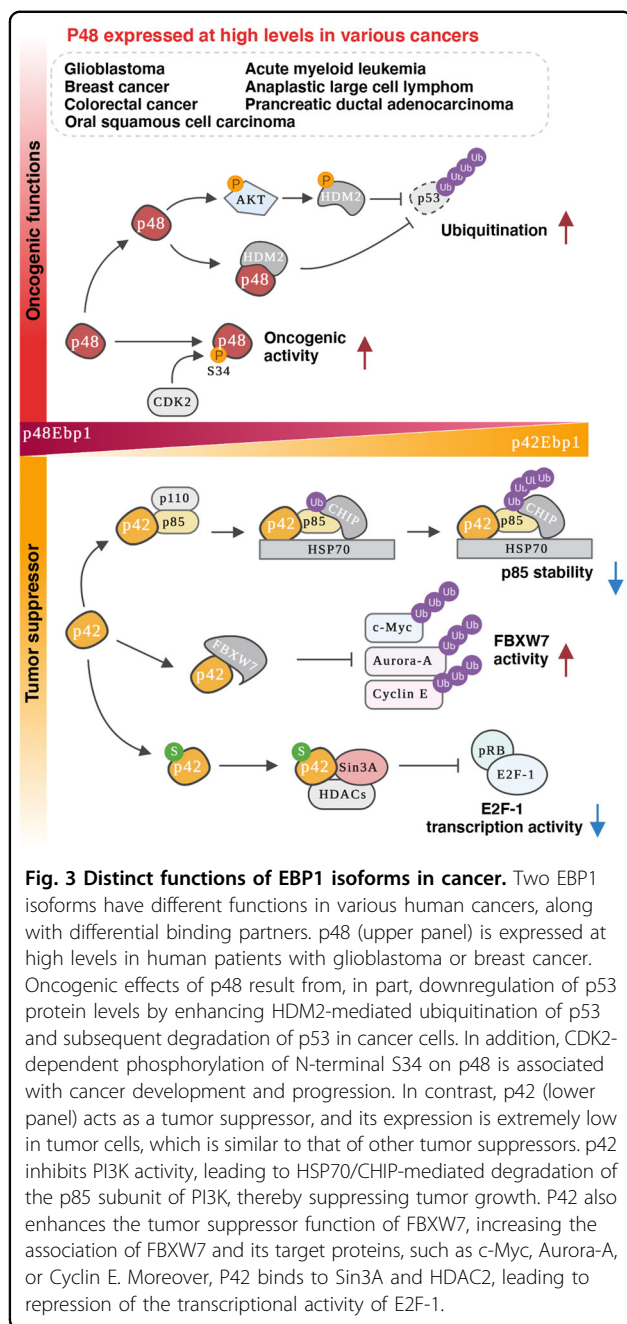 P48 expressed at high levels in various cancers
Glioblastoma Acute myeloid leukemia
Breast cancer Anaplastic large cell lymphom
Colorectal cancer Prancreatic ductal adenocarcinoma
Oral squamous cell carcinoma
Oncogenic functions
P AKT
P HDM2
p53
Ub Ub Ub Ub
Ubiquitination
p48
HDM2
p48
p48
p48
P
S34
Oncogenic
activity
CDK2
p48Ebp1
p42Ebp1
Tumor suppressor
p110
p42 p85
Ub
p42 p85 CHIP
HSP70
Ub Ub Ub Ub
p42 p85 CHIP
HSP70
p85 stability
p42
FBXW7
p42
c-Myc Ub Ub Ub
Aurora-A Ub Ub Ub
Cyclin E Ub Ub Ub
FBXW7
activity
S
p42
S
p42 Sin3A
HDACs
pRB
E2F-1
E2F-1
transcription activity
Fig. 3 Distinct functions of EBP1 isoforms in cancer. Two EBP1
isoforms have different functions in various human cancers, along
with differential binding partners. p48 (upper panel) is expressed at
high levels in human patients with glioblastoma or breast cancer.
Oncogenic effects of p48 result from, in part, downregulation of p53
protein levels by enhancing HDM2-mediated ubiquitination of p53
and subsequent degradation of p53 in cancer cells. In addition, CDK2-
dependent phosphorylation of N-terminal S34 on p48 is associated
with cancer development and progression. In contrast, p42 (lower
panel) acts as a tumor suppressor, and its expression is extremely low
in tumor cells, which is similar to that of other tumor suppressors. p42
inhibits PI3K activity, leading to HSP70/CHIP-mediated degradation of
the p85 subunit of PI3K, thereby suppressing tumor growth. P42 also
enhances the tumor suppressor function of FBXW7, increasing the
association of FBXW7 and its target proteins, such as c-Myc, Aurora-A,
or Cyclin E. Moreover, P42 binds to Sin3A and HDAC2, leading to
repression of the transcriptional activity of E2F-1.